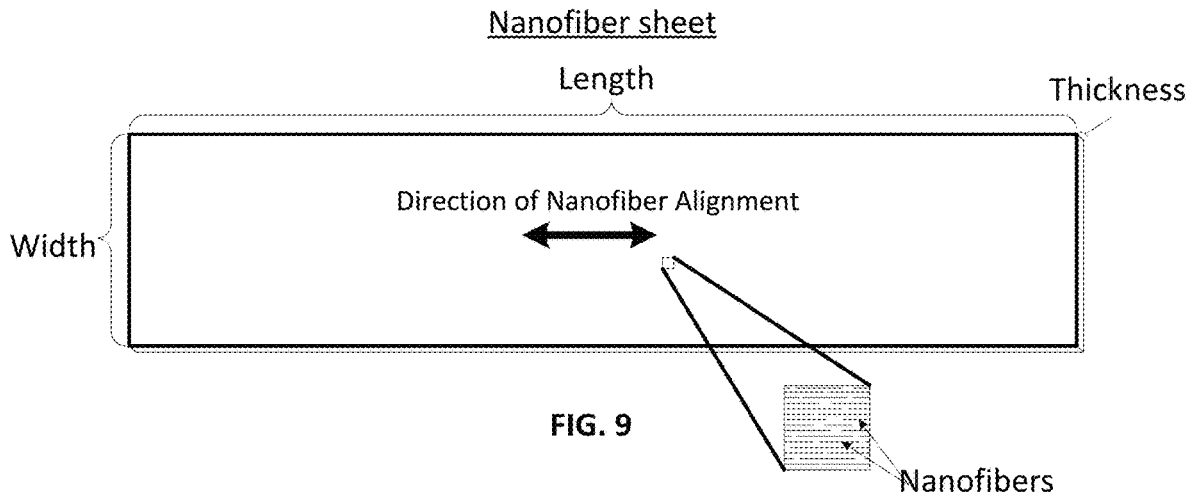 Nanofiber sheet
Length
Thickness
Direction of Nanofiber Alignment
Width
FIG. 9
Nanofibers